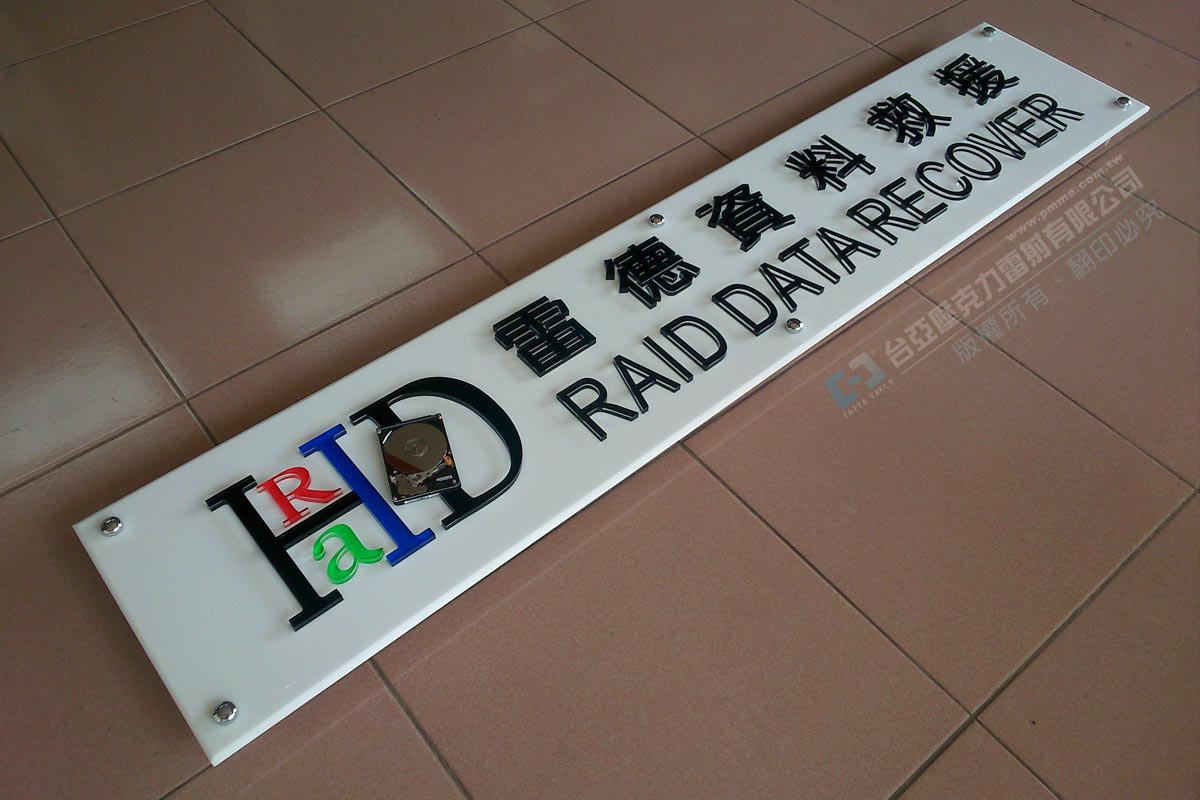 HRaID
雷德資料救援
RAID DATA RECOVER
www.pmma.com.tw
台亞壓克力雷射有限公司
TAIYA YAKLY
版權所有、翻印必究